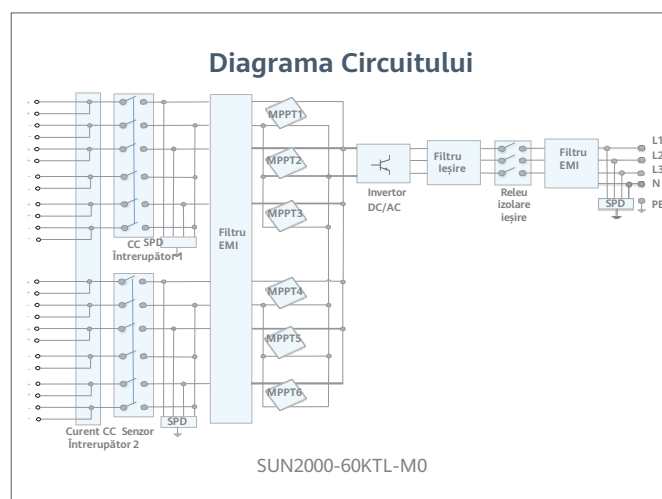 Diagrama Circuitului
MPPT1
MPPT2
MPPT3
MPPT4
MPPT5
MPPT6
CC SPD
Întrerupător 1
Filtru
EMI
Invertor
DC/AC
Filtru
Ieșire
Releu
izolare
ieșire
Filtru
EMI
L1
L2
L3
N
PE
SPD
SPD
Curent CC Senzor
Întrerupător 2
SUN2000-60KTL-M0